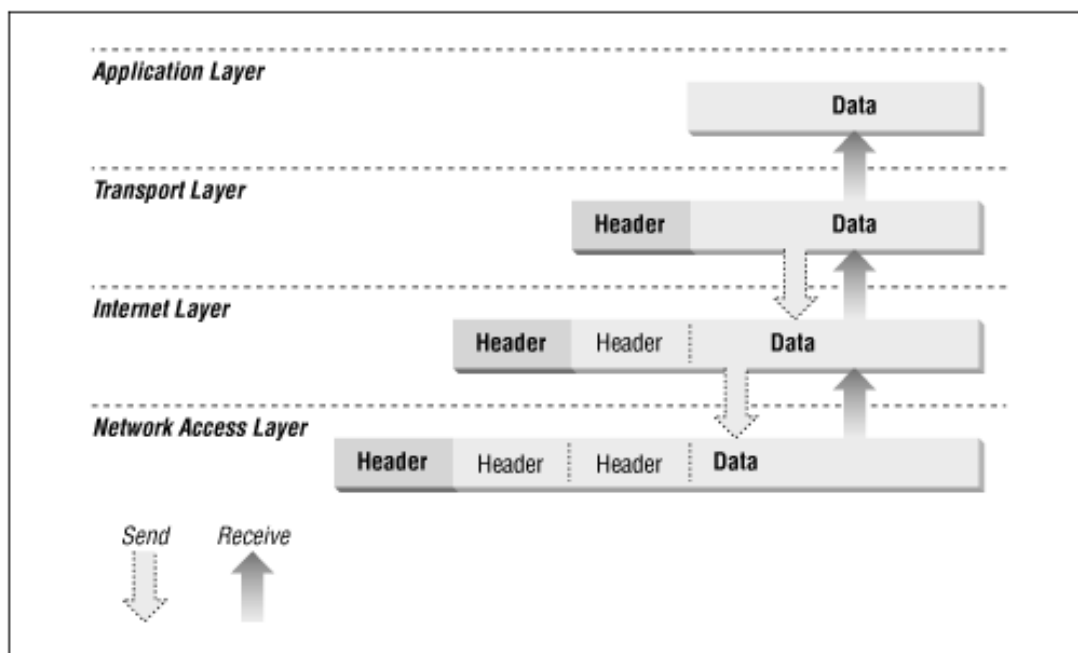 Application Layer
Data
Transport Layer
Header Data
Internet Layer
Header Header Data
Network Access Layer
Header Header Header Data
Send Receive